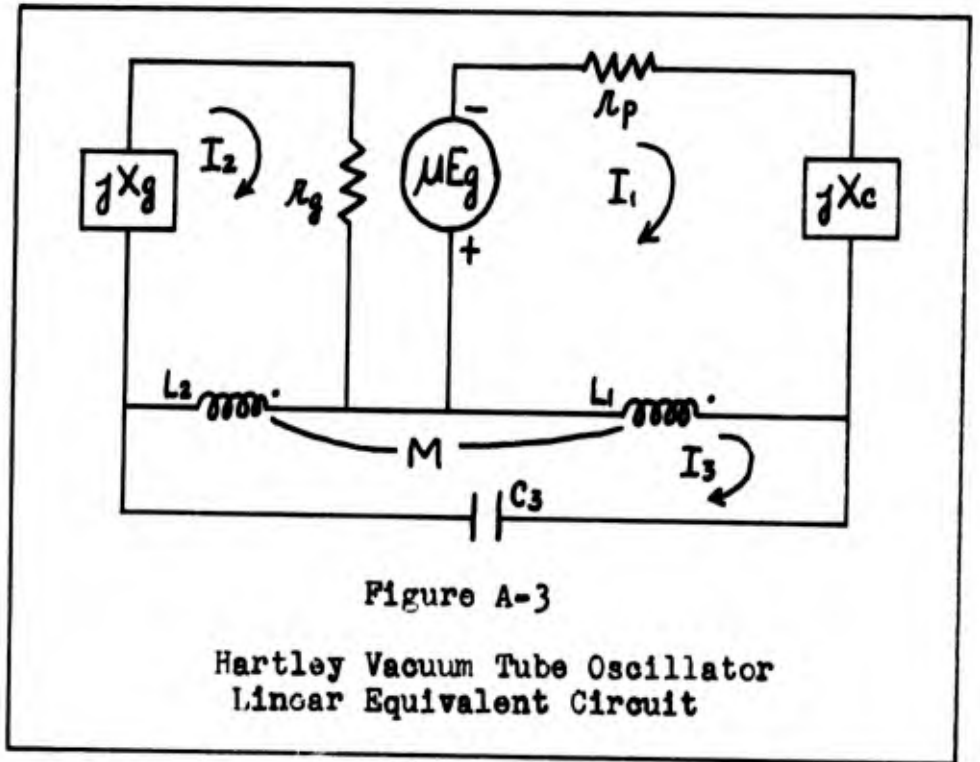 rp
-
I2
jXg
rg
μEg
I1
jXc
+
L2
L1
M
I3
C3
Figure A-3
Hartley Vacuum Tube Oscillator
Linear Equivalent Circuit